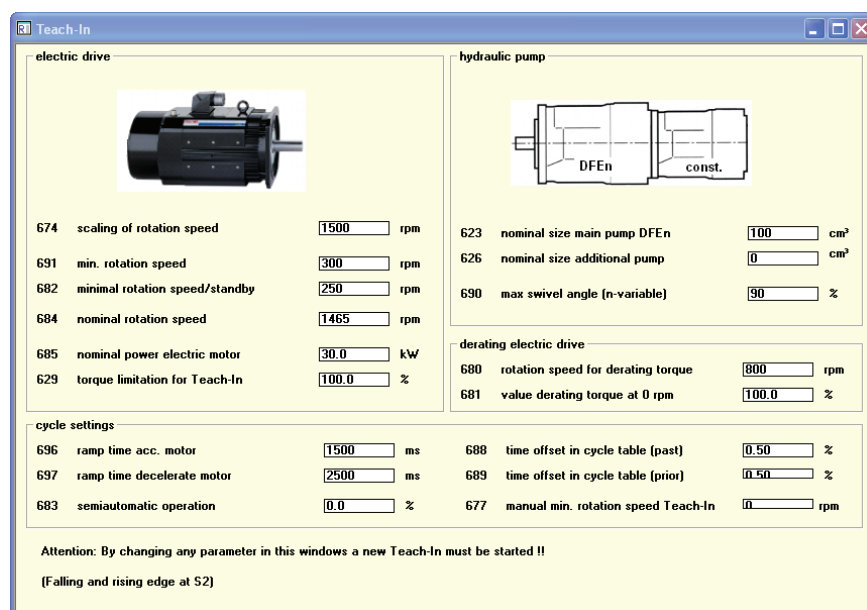 Teach-In
electric drive
674 scaling of rotation speed 1500 rpm
691 min. rotation speed 300 rpm
682 minimal rotation speed/standby 250 rpm
684 nominal rotation speed 1465 rpm
685 nominal power electric motor 30.0 kW
629 torque limitation for Teach-In 100.0 %
hydraulic pump
DFEn const.
623 nominal size main pump DFEn 100 cm³
626 nominal size additional pump 0 cm³
690 max swivel angle (n-variable) 90 %
derating electric drive
680 rotation speed for derating torque 800 rpm
681 value derating torque at 0 rpm 100.0 %
cycle settings
696 ramp time acc. motor 1500 ms
697 ramp time decelerate motor 2500 ms
683 semiautomatic operation 0.0 %
688 time offset in cycle table (past) 0.50 %
689 time offset in cycle table (prior) 0.50 %
677 manual min. rotation speed Teach-In 0 rpm
Attention: By changing any parameter in this windows a new Teach-In must be started !!
(Falling and rising edge at S2)